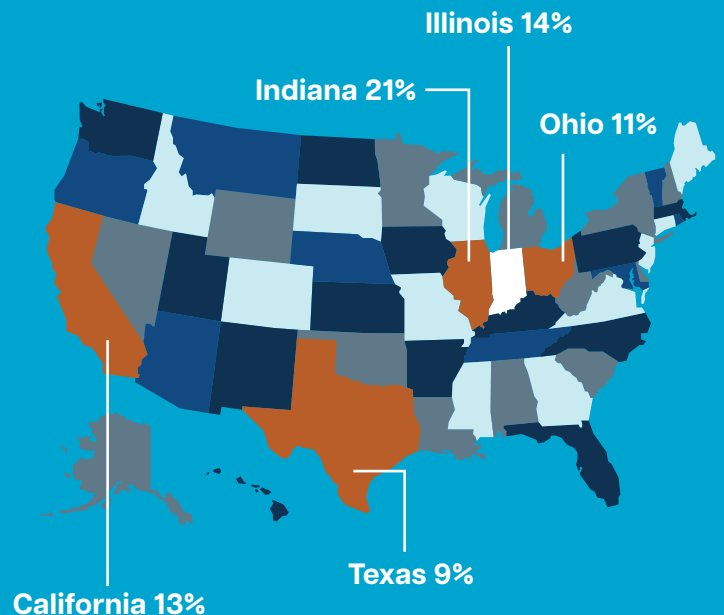 Illinois 14%
Indiana 21%
Ohio 11%
Texas 9%
California 13%